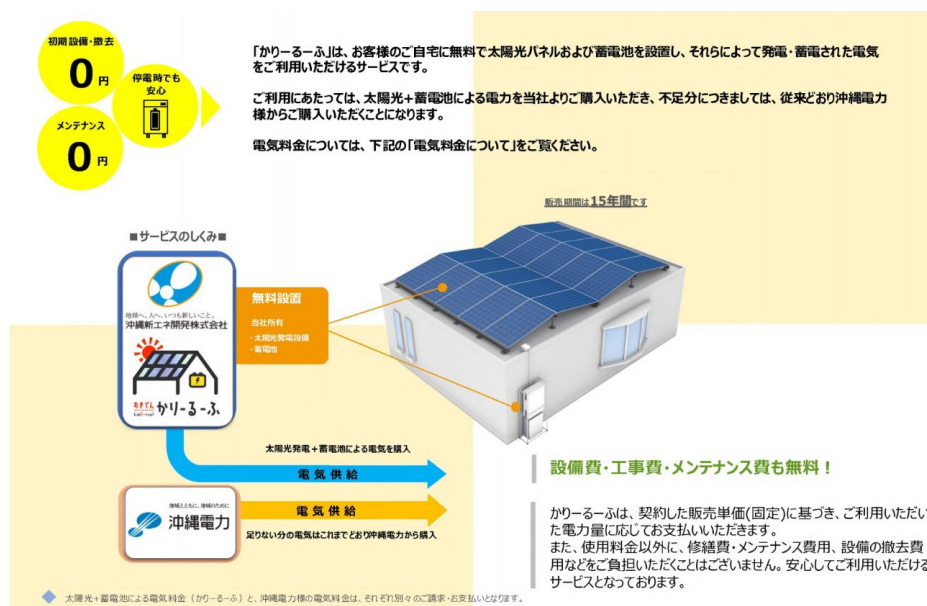 初期設備・撤去
0円
停電時でも
安心
メンテナンス
0円
「かりーるーふ」は、お客様のご自宅に無料で太陽光パネルおよび蓄電池を設置し、それらによって発電・蓄電された電気
をご利用いただけるサービスです。
ご利用にあたっては、太陽光+蓄電池による電力を当社よりご購入いただき、不足分につきましては、従来どおり沖縄電力
様からご購入いただくことになります。
電気料金については、下記の「電気料金について」をご覧ください。
販売期間は15年間です
■サービスのしくみ■
地球へ、人へ、いつも新しいこと。
沖縄新エネ開発株式会社
おきでん
かりーるーふ
無料設置
当社所有
・太陽光発電設備
・蓄電池
太陽光発電+蓄電池による電気を購入
電気供給
地域とともに、地域のために
沖縄電力
電気供給
足りない分の電気はこれまでどおり沖縄電力から購入
設備費・工事費・メンテナンス費も無料!
かりーるーふは、契約した販売単価(固定)に基づき、ご利用いただい
た電力量に応じてお支払いいただきます。
また、使用料金以外に、修繕費・メンテナンス費用、設備の撤去費
用などをご負担いただくことはございません。安心してご利用いただける
サービスとなっております。
◆ 太陽光+蓄電池による電気料金(かりーるーふ)と、沖縄電力様の電気料金は、それぞれ別々のご請求・お支払いとなります。